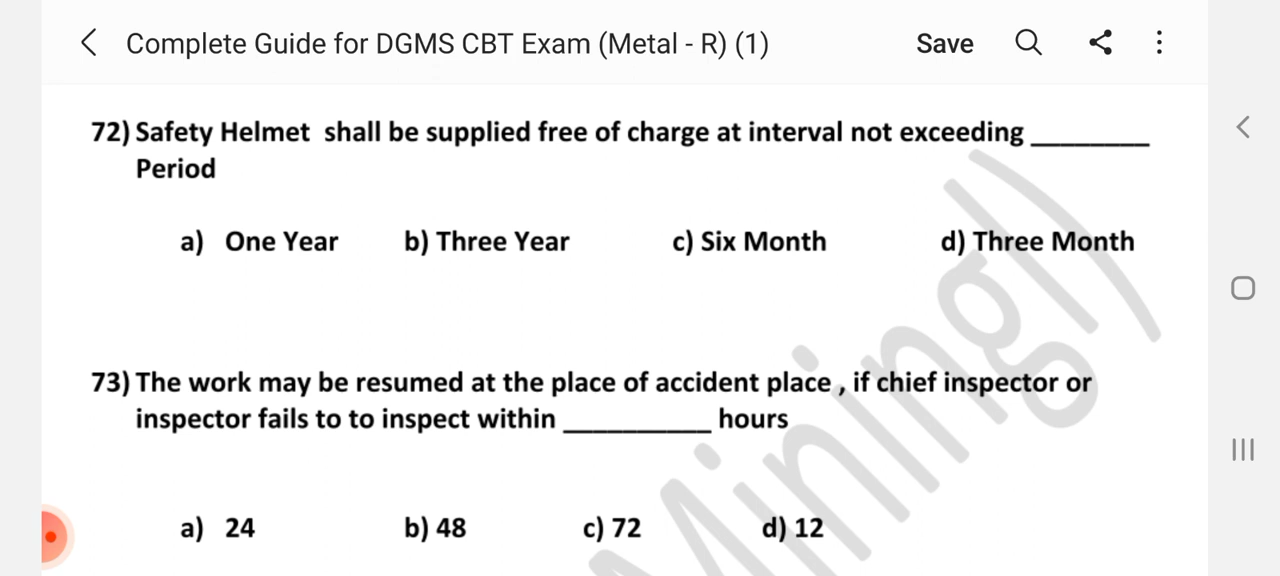 Complete Guide for DGMS CBT Exam (Metal - R) (1) Save
72) Safety Helmet shall be supplied free of charge at interval not exceeding ________
Period
a) One Year b) Three Year c) Six Month d) Three Month
73) The work may be resumed at the place of accident place , if chief inspector or
inspector fails to to inspect within __________ hours
a) 24 b) 48 c) 72 d) 12
Mining)